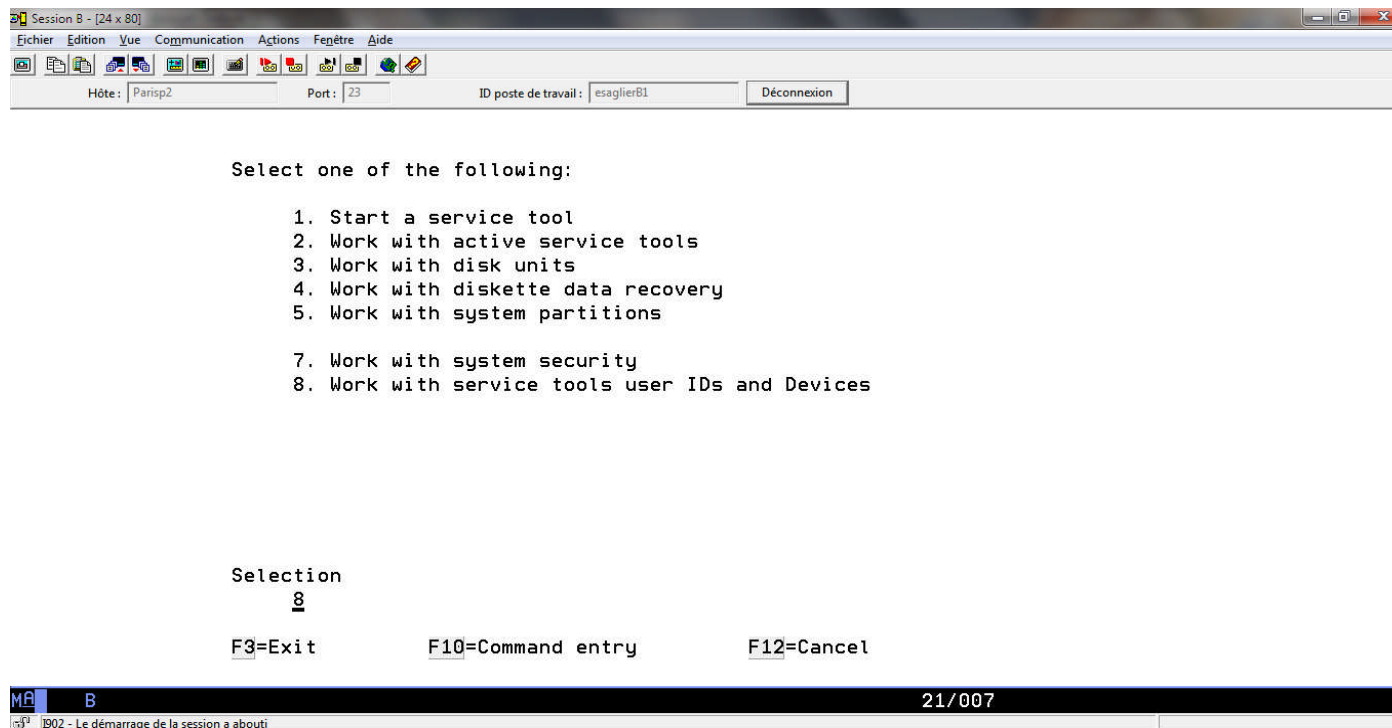 Session B - [24 x 80]
Fichier Edition Vue Communication Actions Fenêtre Aide
Hôte : Parisp2 Port : 23 ID poste de travail : esaglierB1 Déconnexion
Select one of the following:
1. Start a service tool
2. Work with active service tools
3. Work with disk units
4. Work with diskette data recovery
5. Work with system partitions
7. Work with system security
8. Work with service tools user IDs and Devices
Selection
8
F3=Exit F10=Command entry F12=Cancel
MA B 21/007
I902 - Le démarrage de la session a abouti